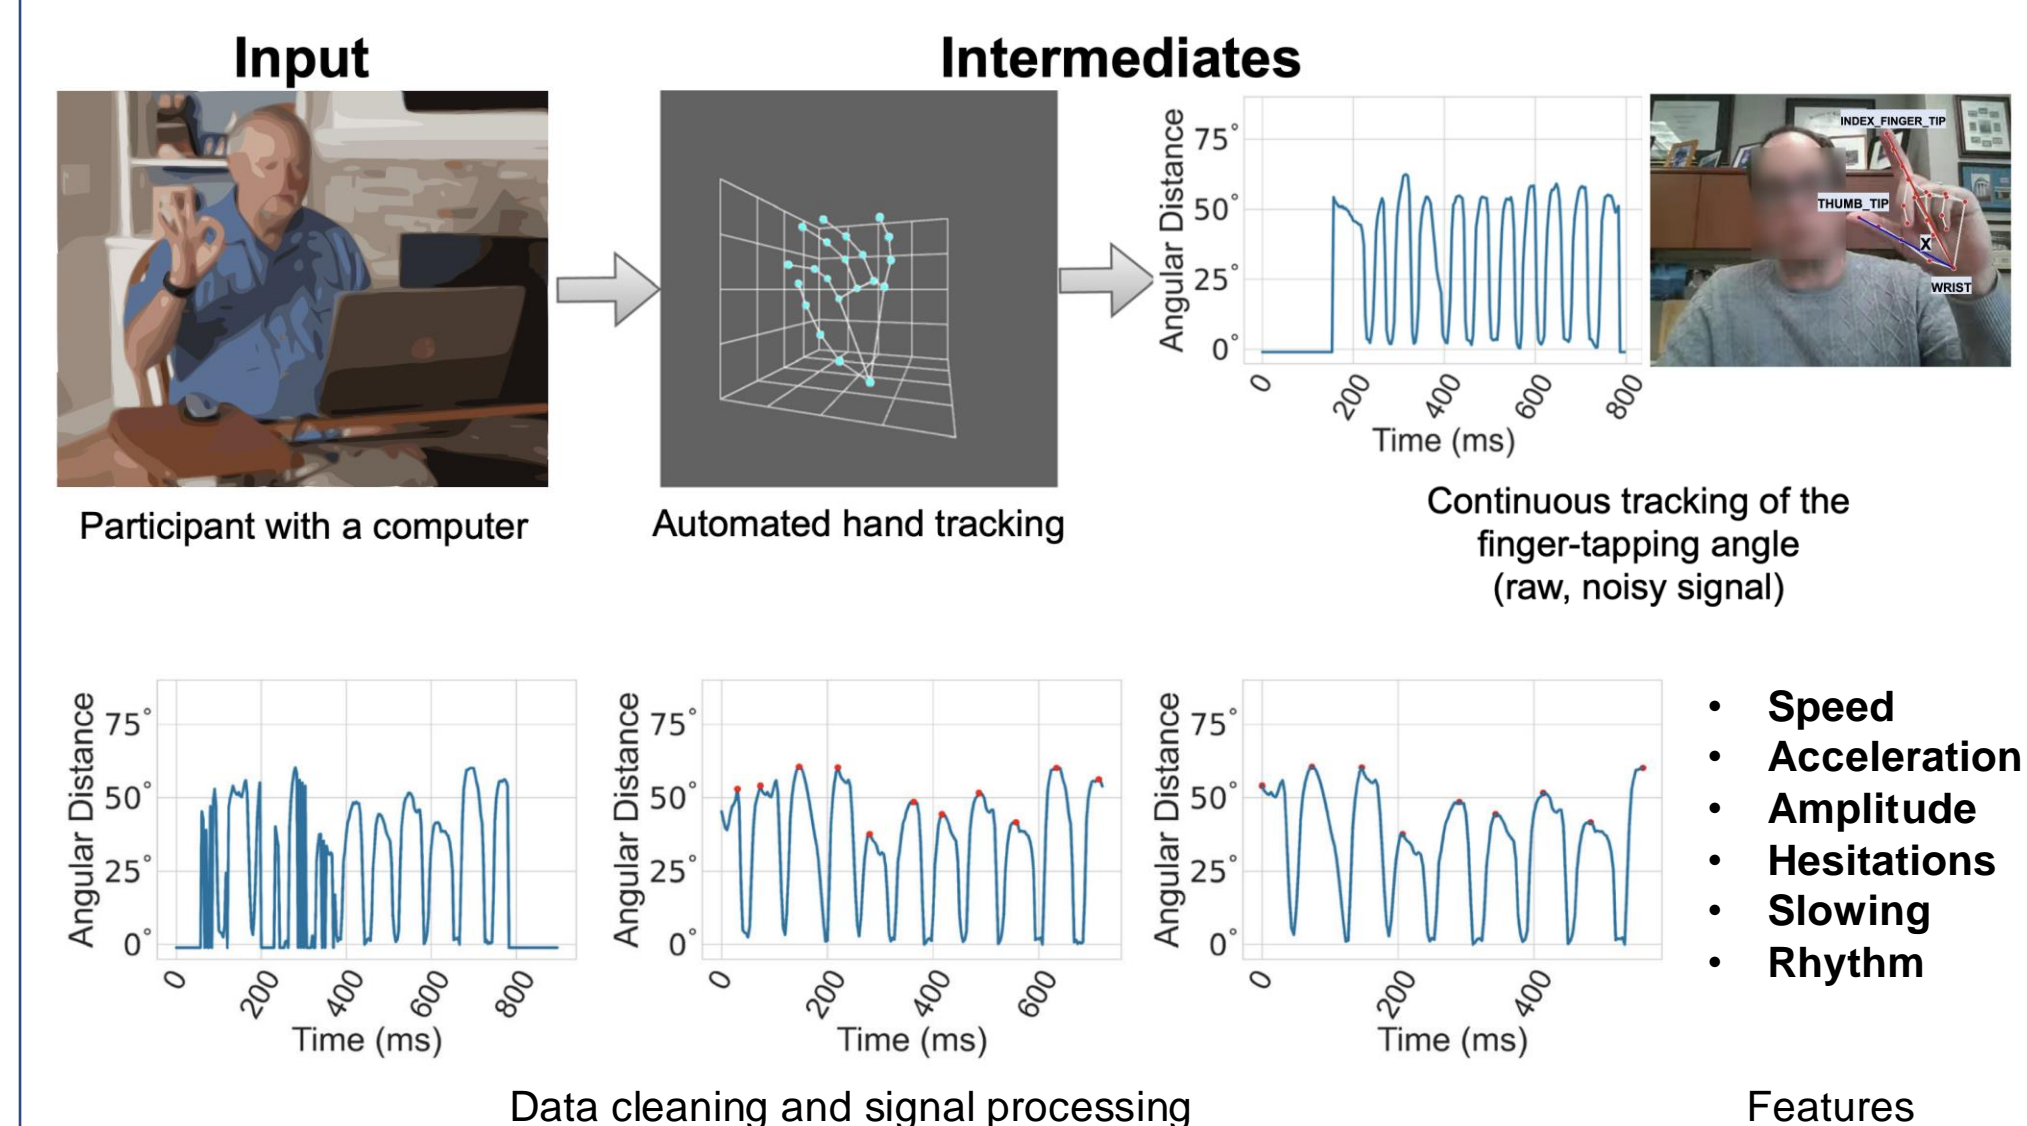 Input
Intermediates
Participant with a computer
Automated hand tracking
Angular Distance
75°
50°
25°
0°
0
200
400
600
800
Time (ms)
INDEX_FINGER_TIP
THUMB_TIP
X
WRIST
Continuous tracking of the
finger-tapping angle
(raw, noisy signal)
Angular Distance
75°
50°
25°
0°
0
200
400
600
800
Time (ms)
Angular Distance
75°
50°
25°
0°
0
200
400
600
Time (ms)
Angular Distance
75°
50°
25°
0°
0
200
400
Time (ms)
• Speed
• Acceleration
• Amplitude
• Hesitations
• Slowing
• Rhythm
Data cleaning and signal processing
Features